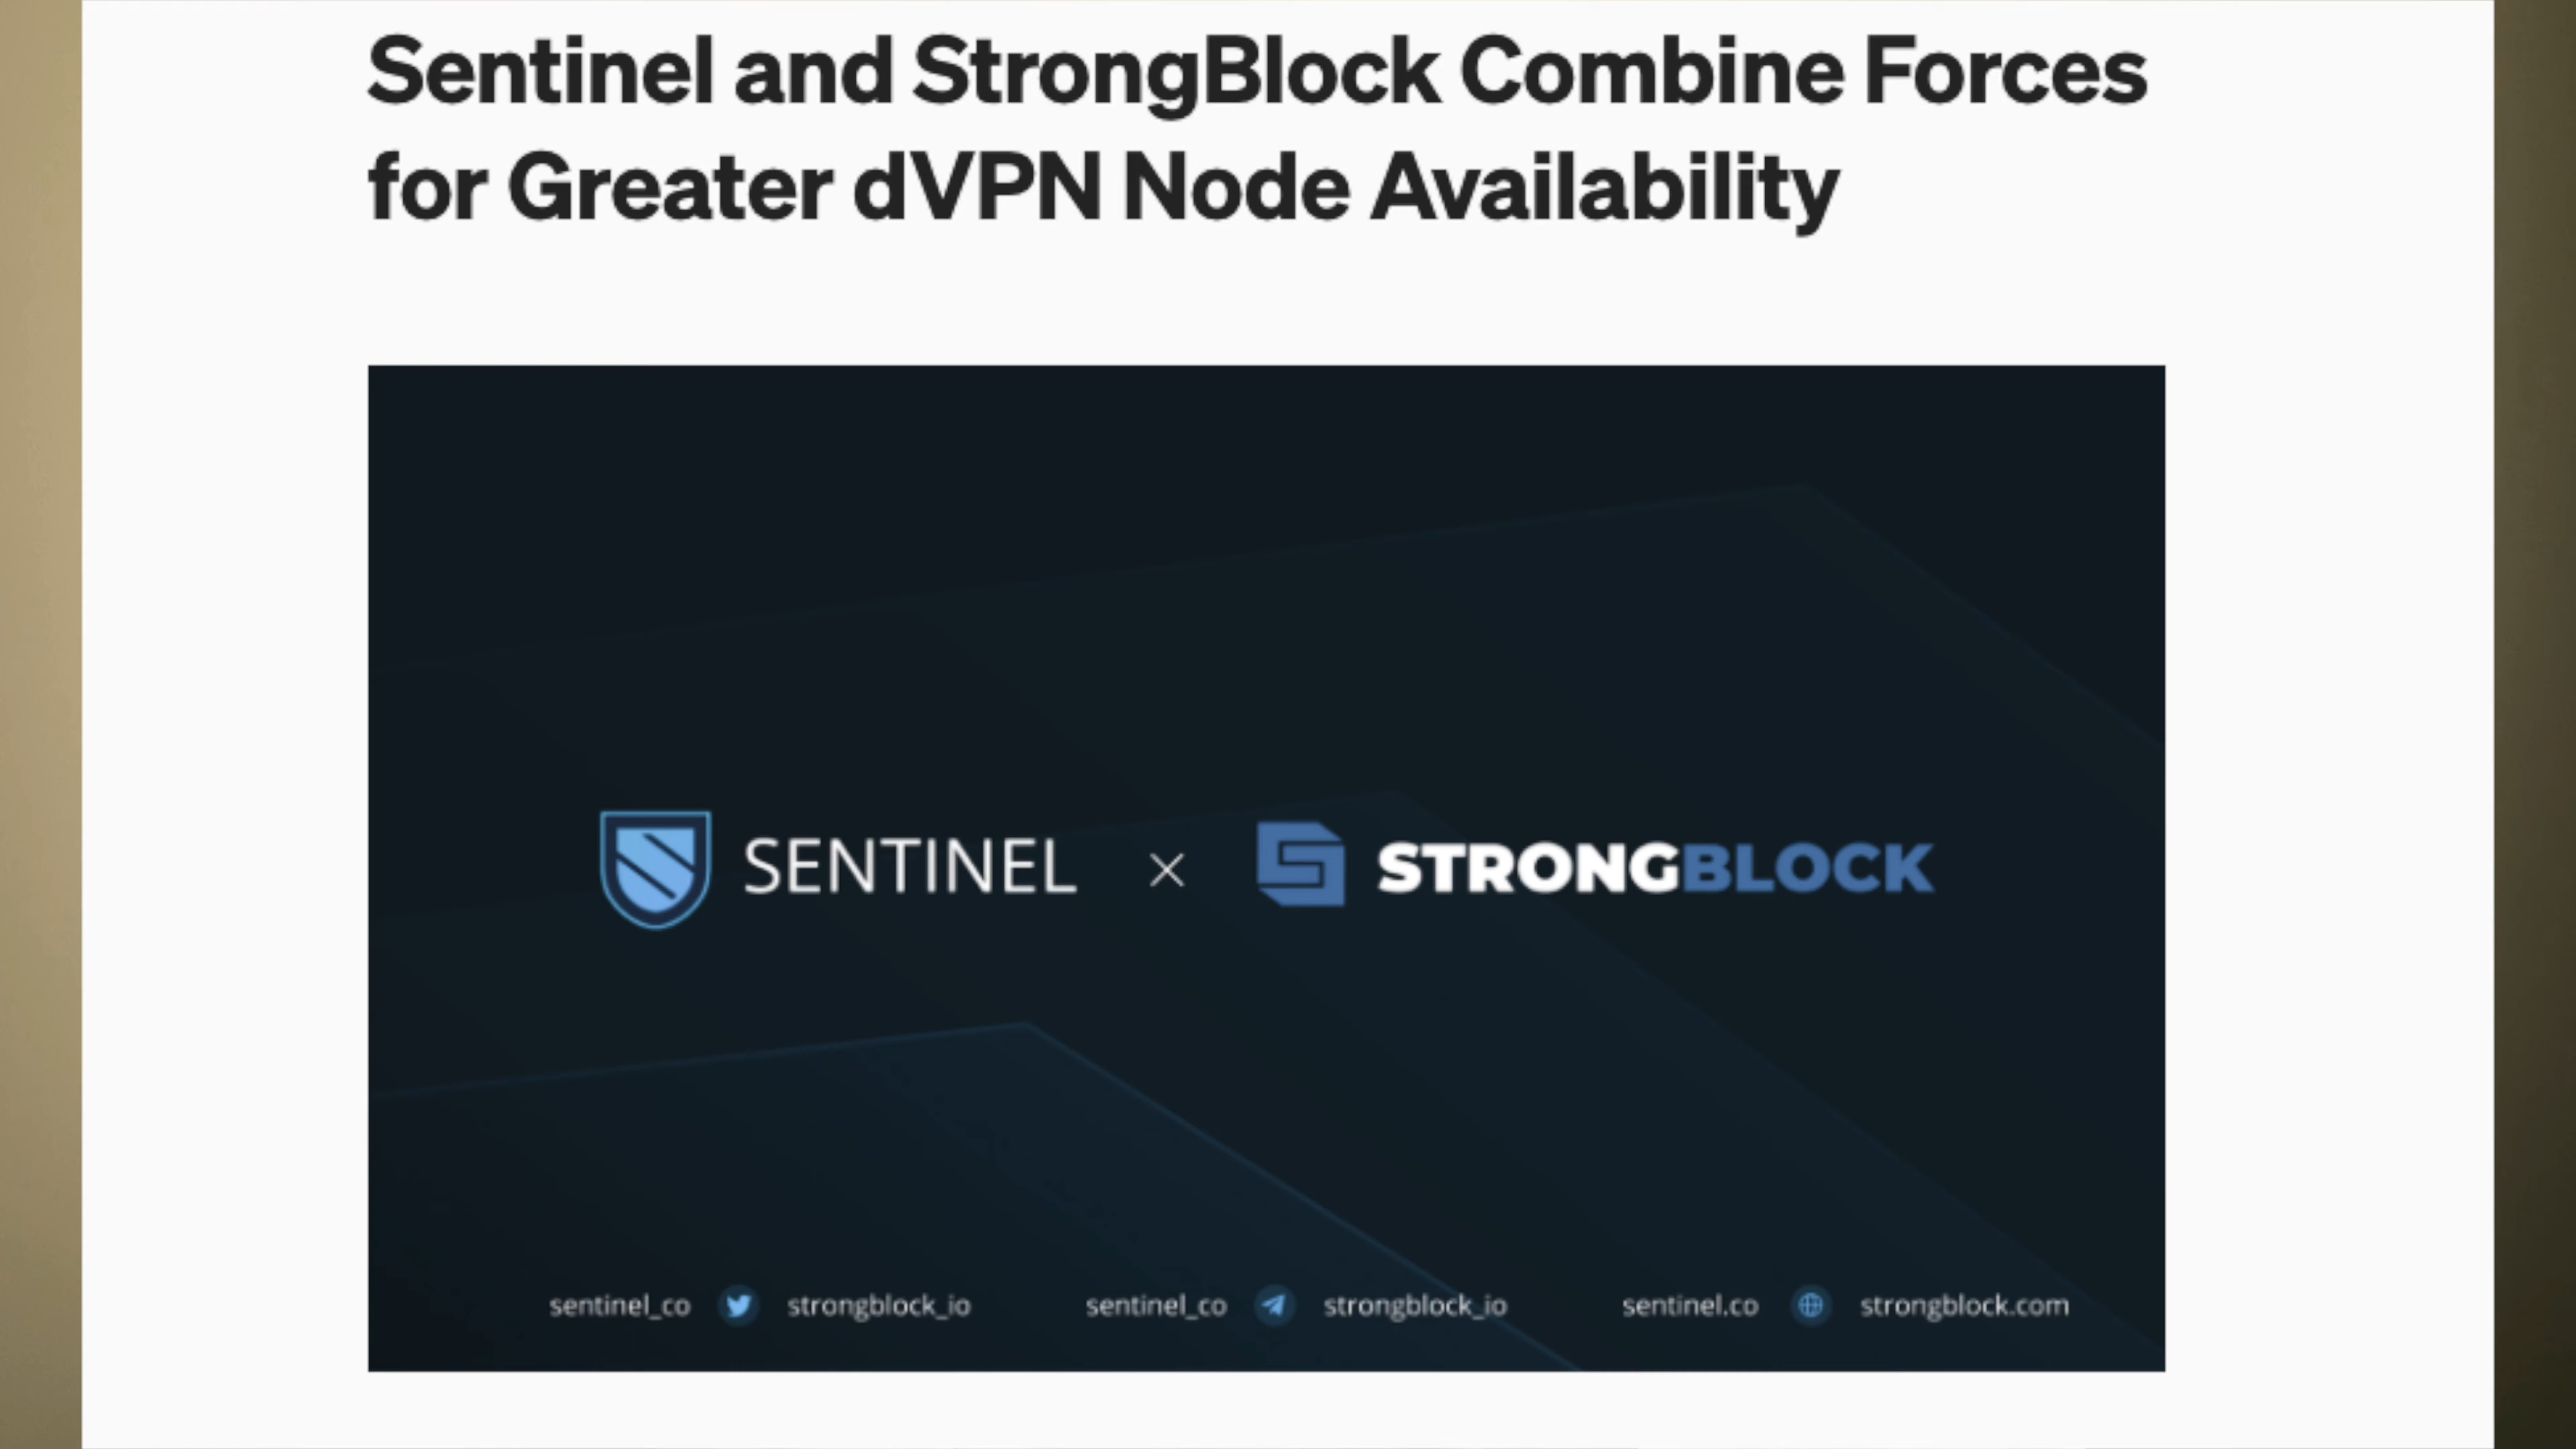 Sentinel and StrongBlock Combine Forces
for Greater dVPN Node Availability
SENTINEL × STRONGBLOCK
sentinel_co strongblock_io sentinel_co strongblock_io sentinel.co strongblock.com